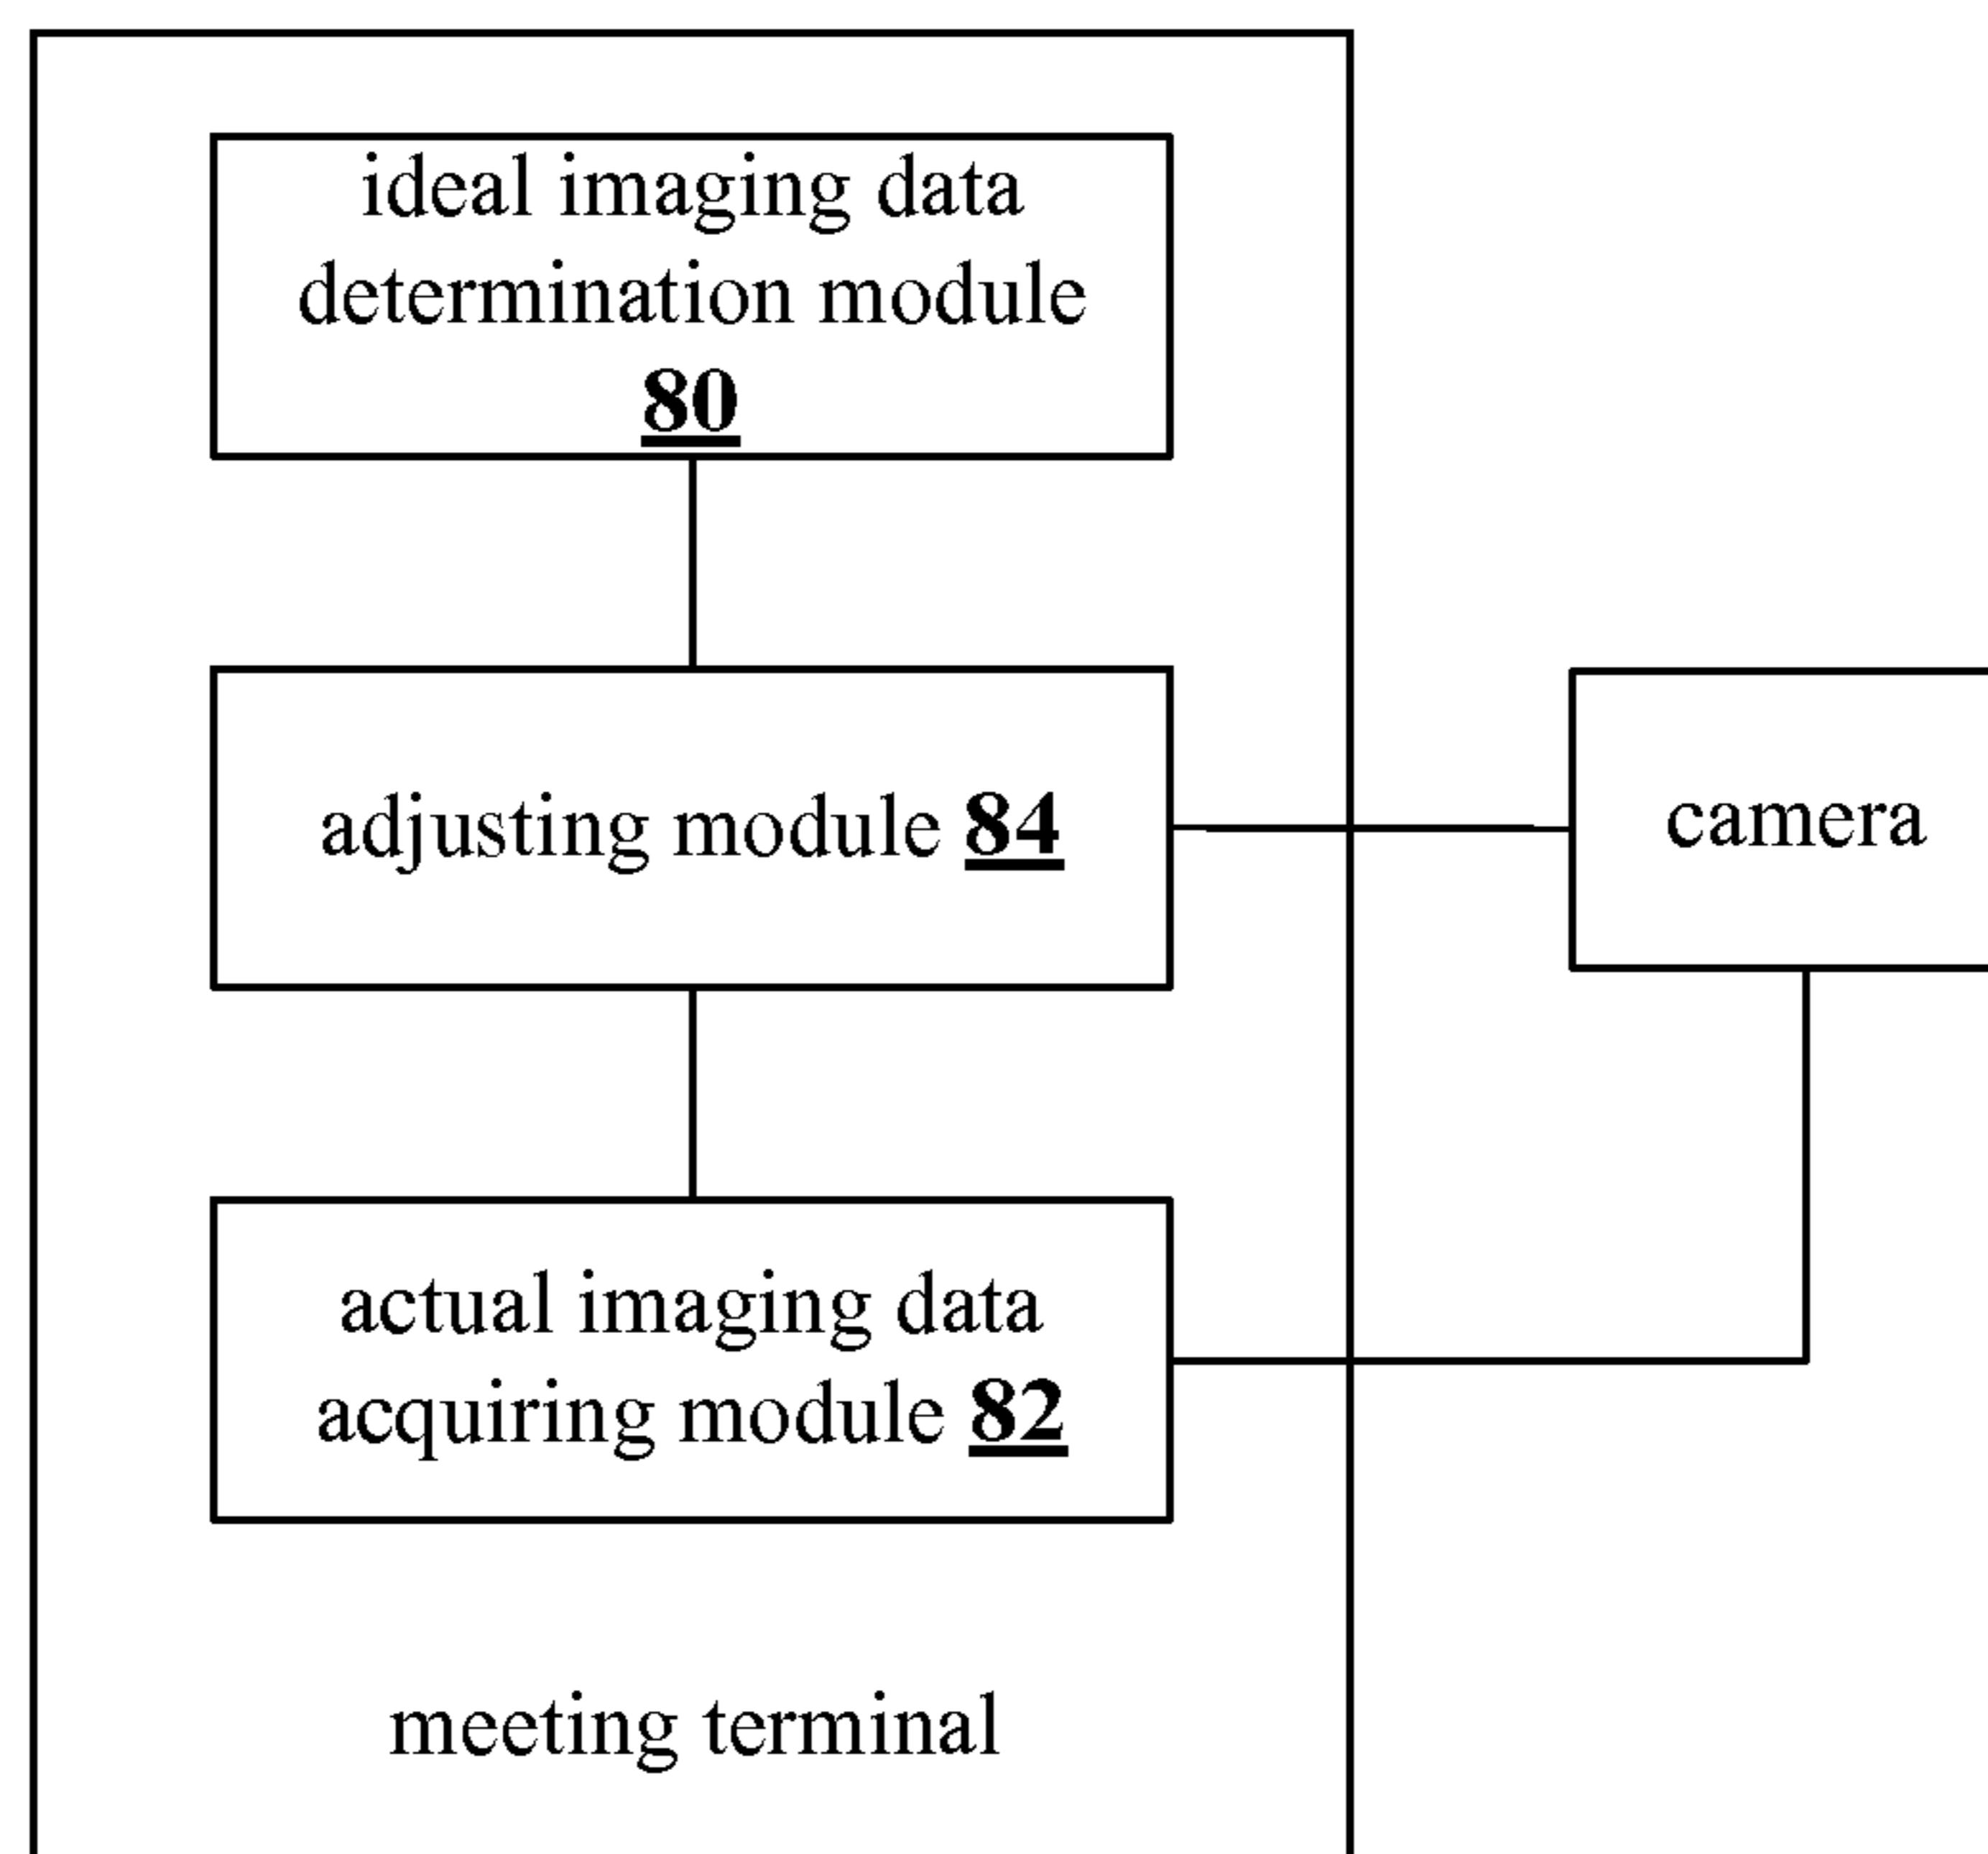 ideal imaging data
determination module
80
adjusting module 84
camera
actual imaging data
acquiring module 82
meeting terminal